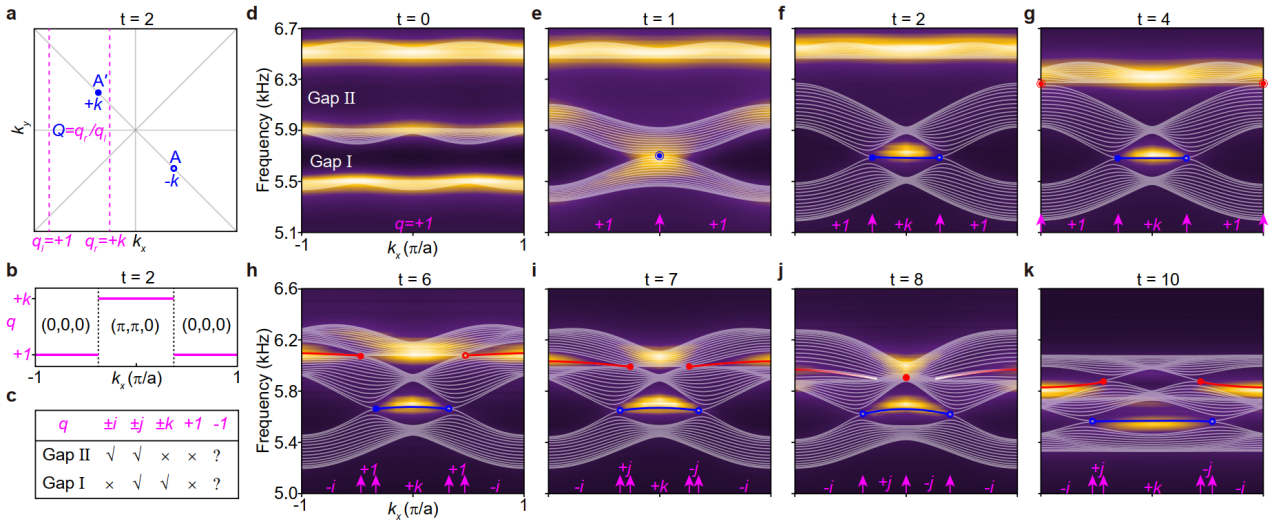 a
t = 2
k_y
A′
+k
Q=q_r/q_l
A
-k
q_l=+1 q_r=+k k_x
b
t = 2
+k
q
+1
(0,0,0) (π,π,0) (0,0,0)
-1 k_x(π/a) 1
c
q ±i ±j ±k +1 -1
Gap II √ √ × × ?
Gap I × √ √ × ?
d
t = 0
Frequency (kHz)
6.7
6.3
5.9
5.5
5.1
Gap II
Gap I
q=+1
-1 k_x(π/a) 1
e
t = 1
+1 +1
f
t = 2
+1 +k +1
g
t = 4
+1 +k +1
h
t = 6
Frequency (kHz)
6.6
6.2
5.8
5.4
5.0
+1 +1
-i +k -i
-1 k_x(π/a) 1
i
t = 7
+j -j
-i +k -i
j
t = 8
-i +j -j -i
k
t = 10
+j -j
-i +k -i